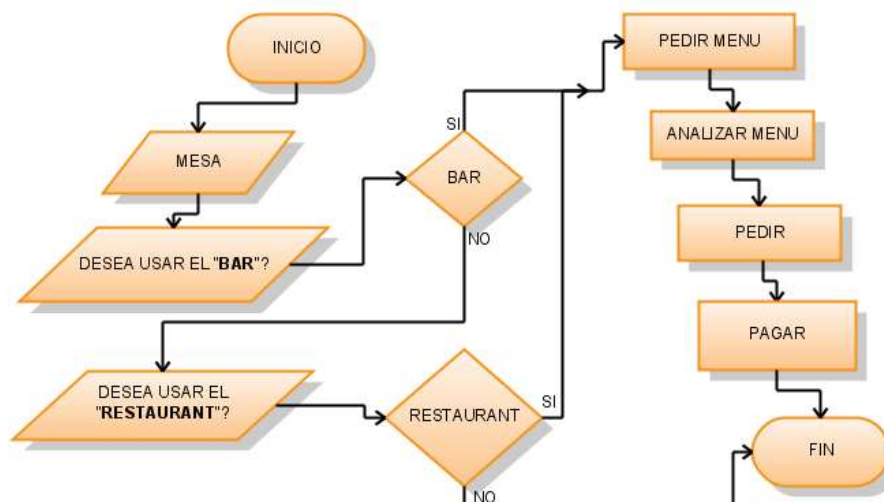 INICIO
MESA
DESEA USAR EL "BAR"?
BAR
SI
NO
DESEA USAR EL
"RESTAURANT"?
RESTAURANT
SI
NO
PEDIR MENU
ANALIZAR MENU
PEDIR
PAGAR
FIN